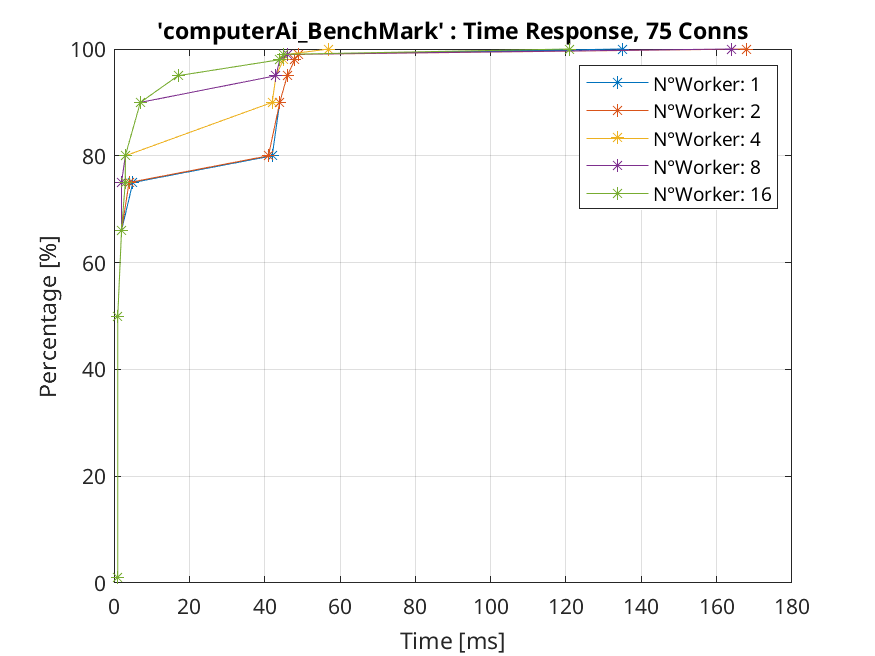 'computerAi_BenchMark' : Time Response, 75 Conns
100
80
60
40
20
0
Percentage [%]
N°Worker: 1
N°Worker: 2
N°Worker: 4
N°Worker: 8
N°Worker: 16
0 20 40 60 80 100 120 140 160 180
Time [ms]